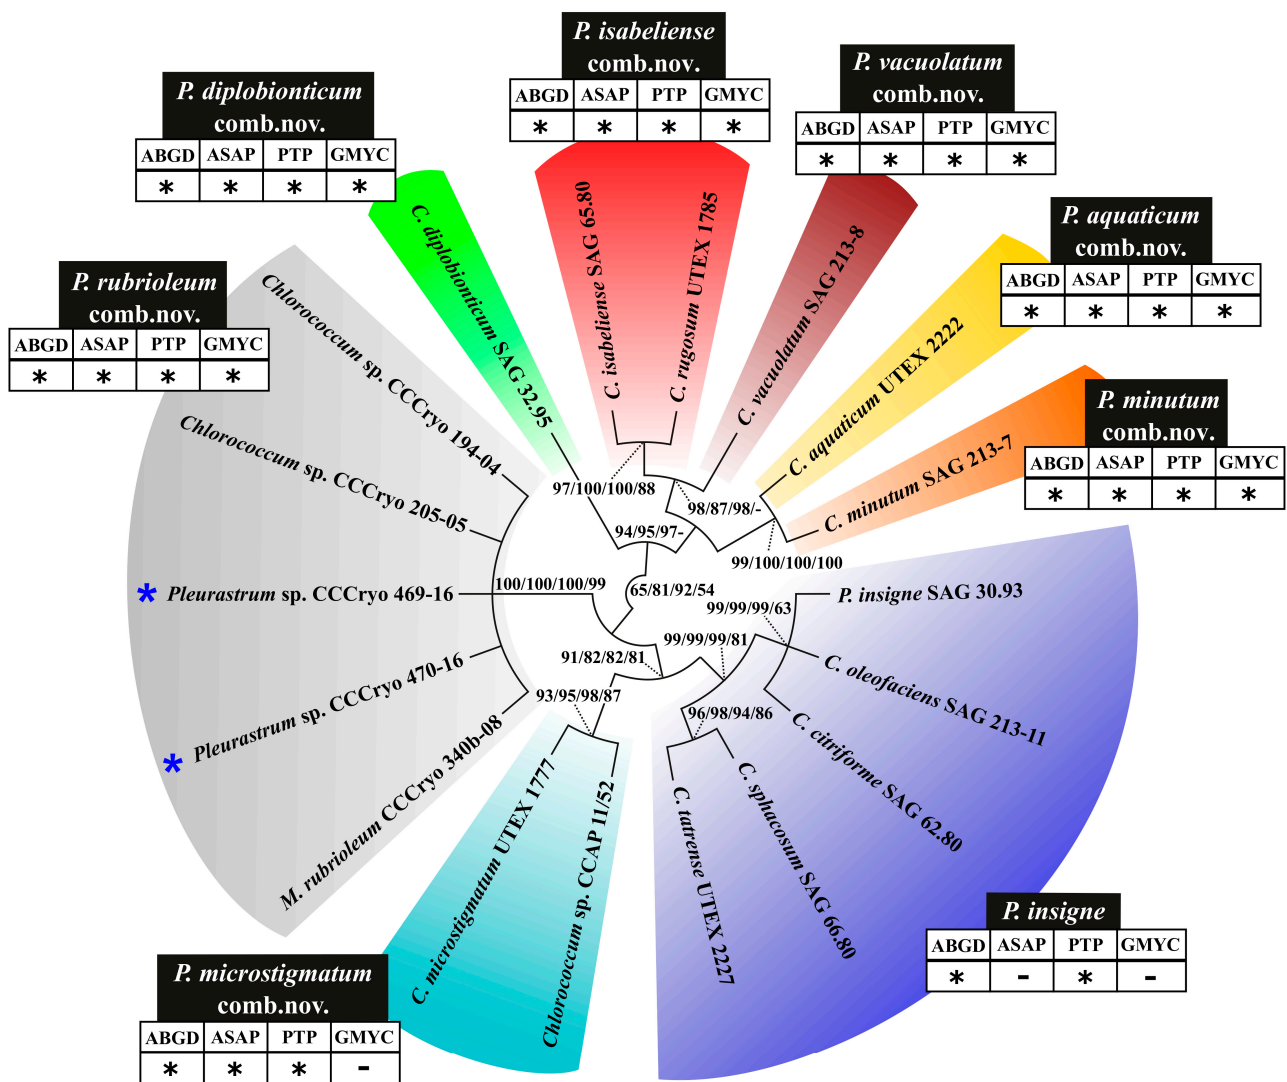 P. isabeliense
comb.nov.
ABGD ASAP PTP GMYC
* * * *
P. vacuolatum
comb.nov.
ABGD ASAP PTP GMYC
* * * *
P. diplobionticum
comb.nov.
ABGD ASAP PTP GMYC
* * * *
P. aquaticum
comb.nov.
ABGD ASAP PTP GMYC
* * * *
P. rubrioleum
comb.nov.
ABGD ASAP PTP GMYC
* * * *
P. minutum
comb.nov.
ABGD ASAP PTP GMYC
* * * *
C. diplobionticum SAG 32.95
C. isabeliense SAG 65.80
C. rugosum UTEX 1785
C. vacuolatum SAG 213-8
C. aquaticum UTEX 2222
C. minutum SAG 213-7
Chlorococcum sp. CCCryo 194-04
Chlorococcum sp. CCCryo 205-05
* Pleurastrum sp. CCCryo 469-16
* Pleurastrum sp. CCCryo 470-16
M. rubrioleum CCCryo 340b-08
97/100/100/88
98/87/98/-
94/95/97-
99/100/100/100
100/100/100/99
65/81/92/54
99/99/99/63
99/99/99/81
91/82/82/81
93/95/98/87
96/98/94/86
P. insigne SAG 30.93
C. oleofaciens SAG 213-11
C. citriforme SAG 62.80
C. sphacosum SAG 66.80
C. tatrense UTEX 2227
C. microstigmatum UTEX 1777
Chlorococcum sp. CCAP 11/52
P. insigne
ABGD ASAP PTP GMYC
* - * -
P. microstigmatum
comb.nov.
ABGD ASAP PTP GMYC
* * * -